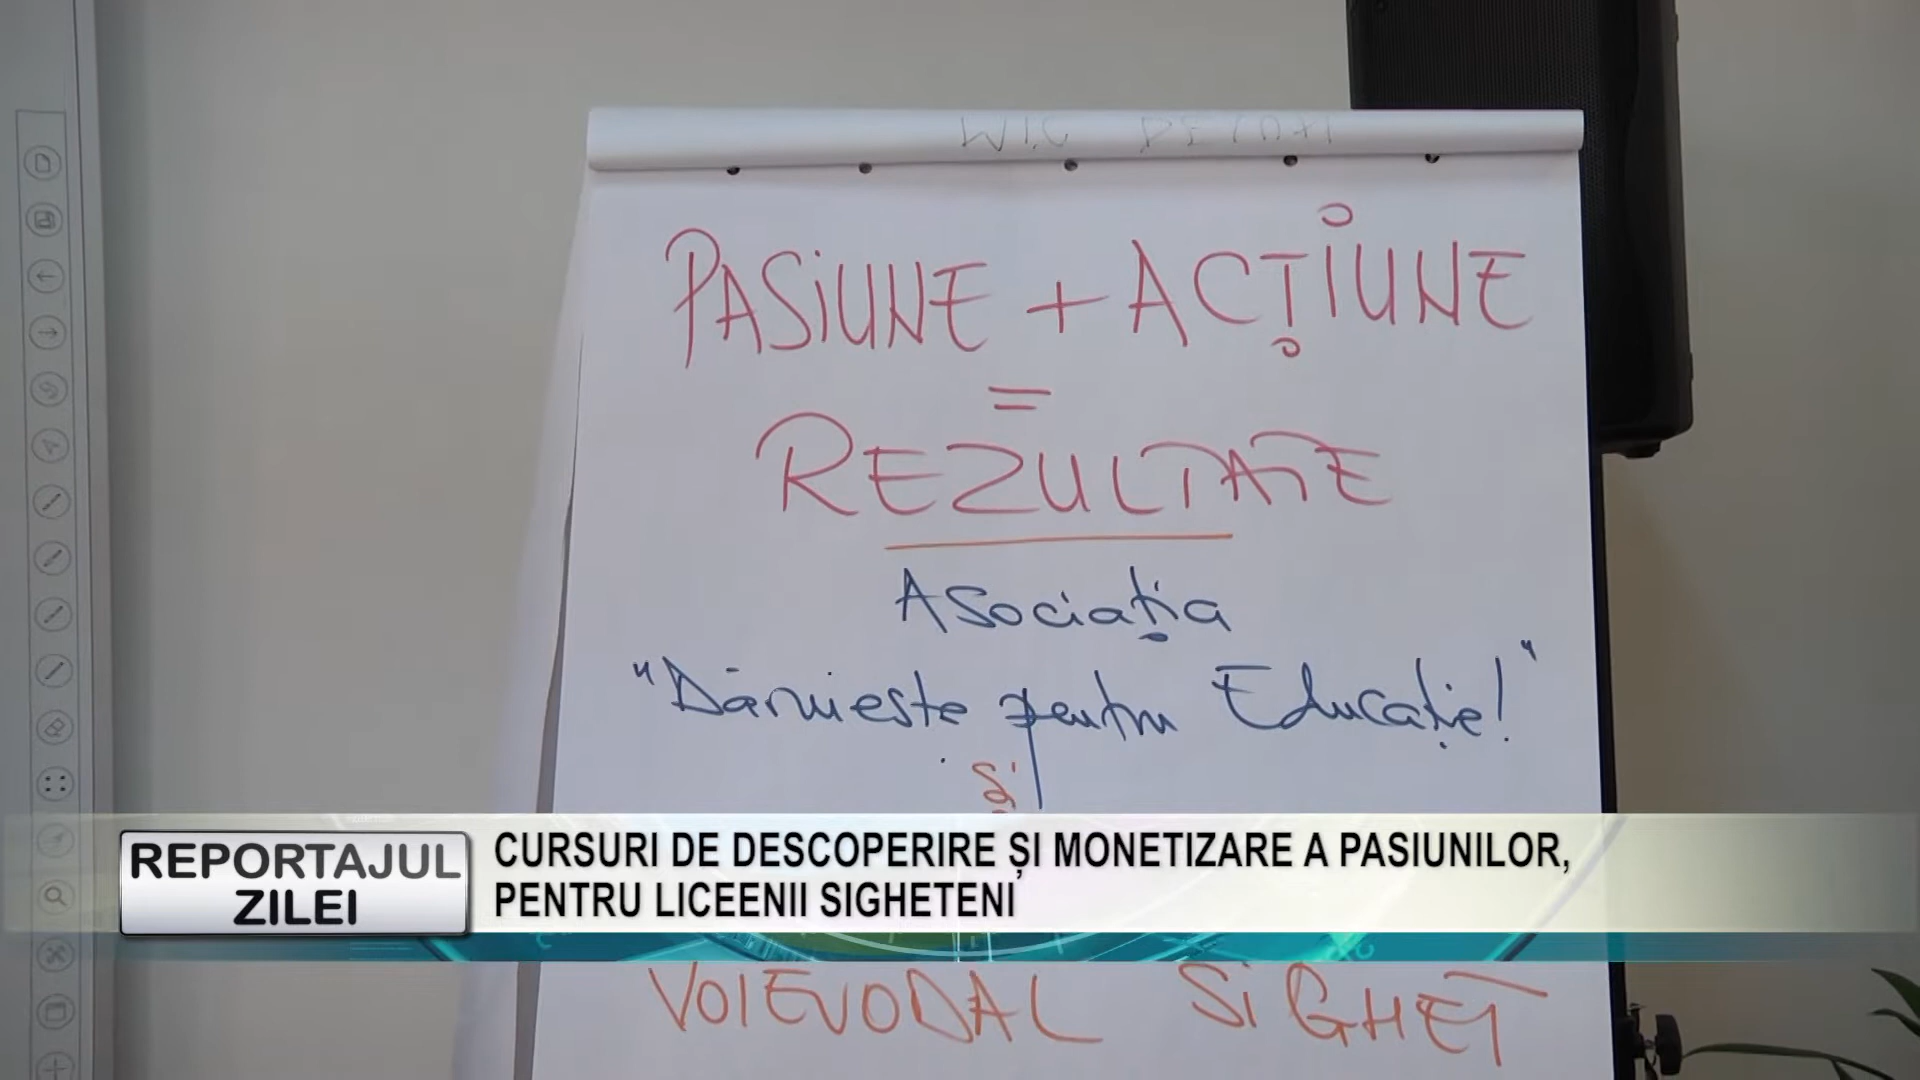 PASIUNE + ACȚIUNE
=
REZULTATE
Asociația
"Dăruiește pentru Educație!"
și
REPORTAJUL
ZILEI
CURSURI DE DESCOPERIRE ȘI MONETIZARE A PASIUNILOR,
PENTRU LICEENII SIGHETENI
VOIEVODAL SIGHET